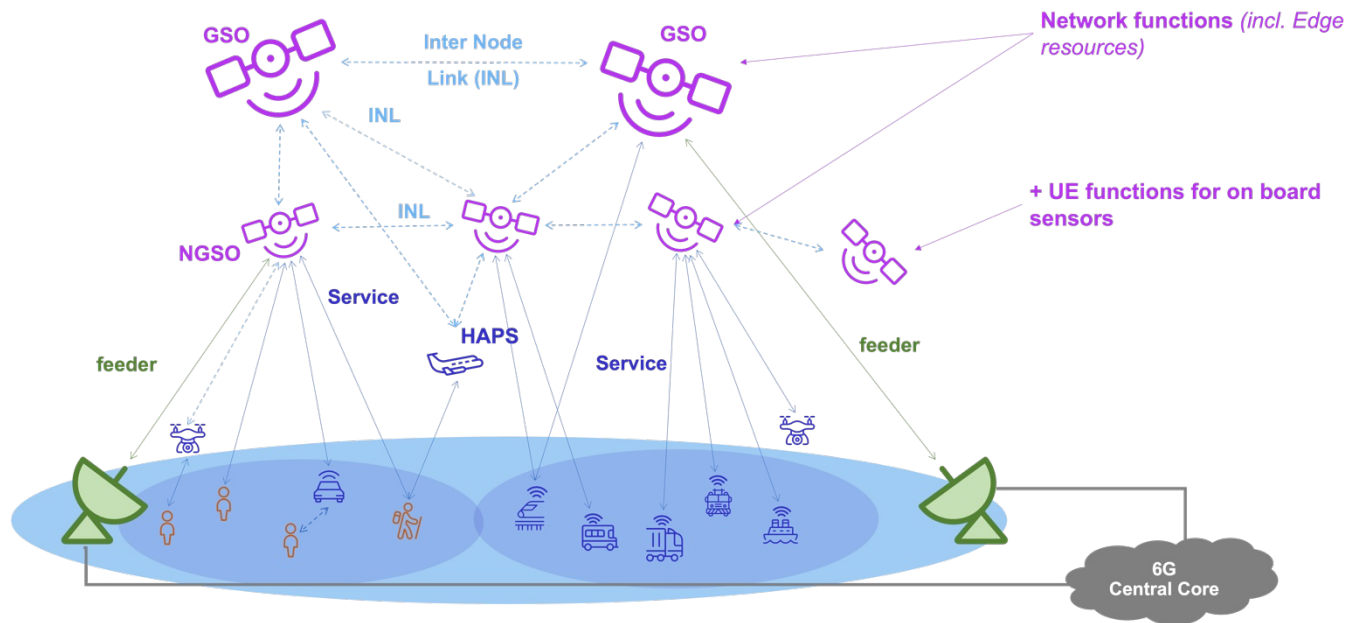 GSO
Inter Node
Link (INL)
GSO
Network functions (incl. Edge
resources)
INL
+ UE functions for on board
sensors
INL
NGSO
Service
HAPS
Service
feeder
feeder
6G
Central Core